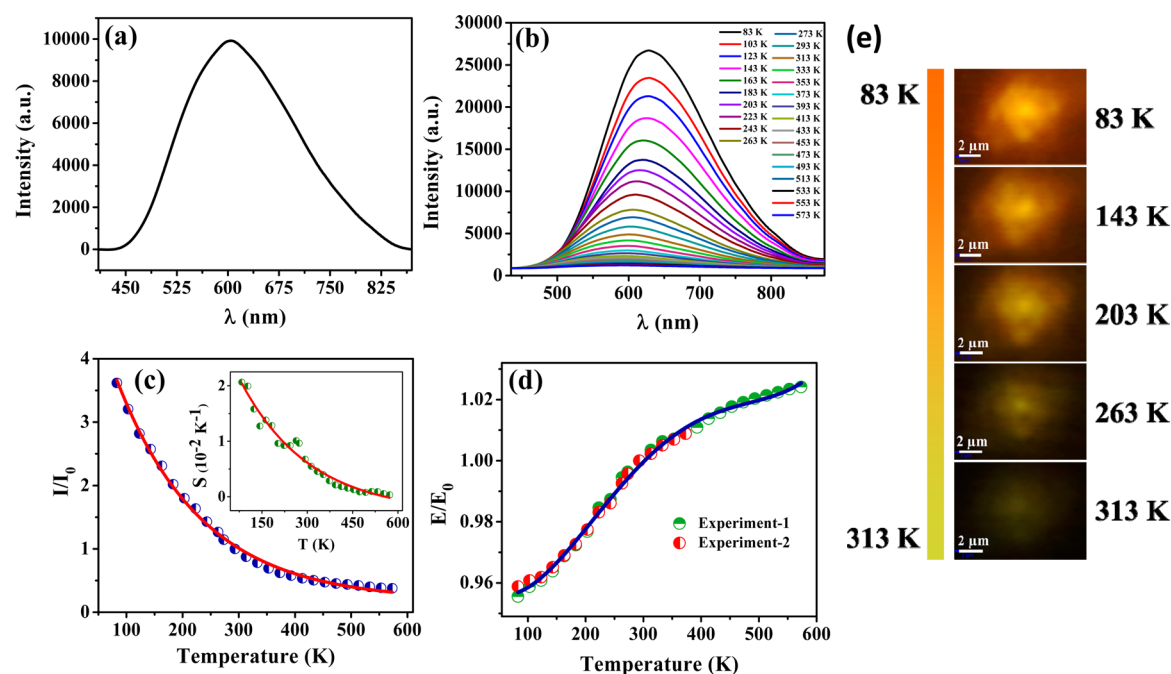 (a)
10000
8000
6000
4000
2000
0
Intensity (a.u.)
450 525 600 675 750 825
λ (nm)
(b)
30000
25000
20000
15000
10000
5000
0
Intensity (a.u.)
500 600 700 800
λ (nm)
83 K
103 K
123 K
143 K
163 K
183 K
203 K
223 K
243 K
263 K
273 K
293 K
313 K
333 K
353 K
373 K
393 K
413 K
433 K
453 K
473 K
493 K
513 K
533 K
553 K
573 K
(c)
4
3
2
1
0
I/I0
100 200 300 400 500 600
Temperature (K)
2
1
0
S (10-2 K-1)
150 300 450 600
T (K)
(d)
1.02
1.00
0.98
0.96
E/E0
Experiment-1
Experiment-2
100 200 300 400 500 600
Temperature (K)
(e)
83 K
313 K
2 µm
83 K
2 µm
143 K
2 µm
203 K
2 µm
263 K
2 µm
313 K